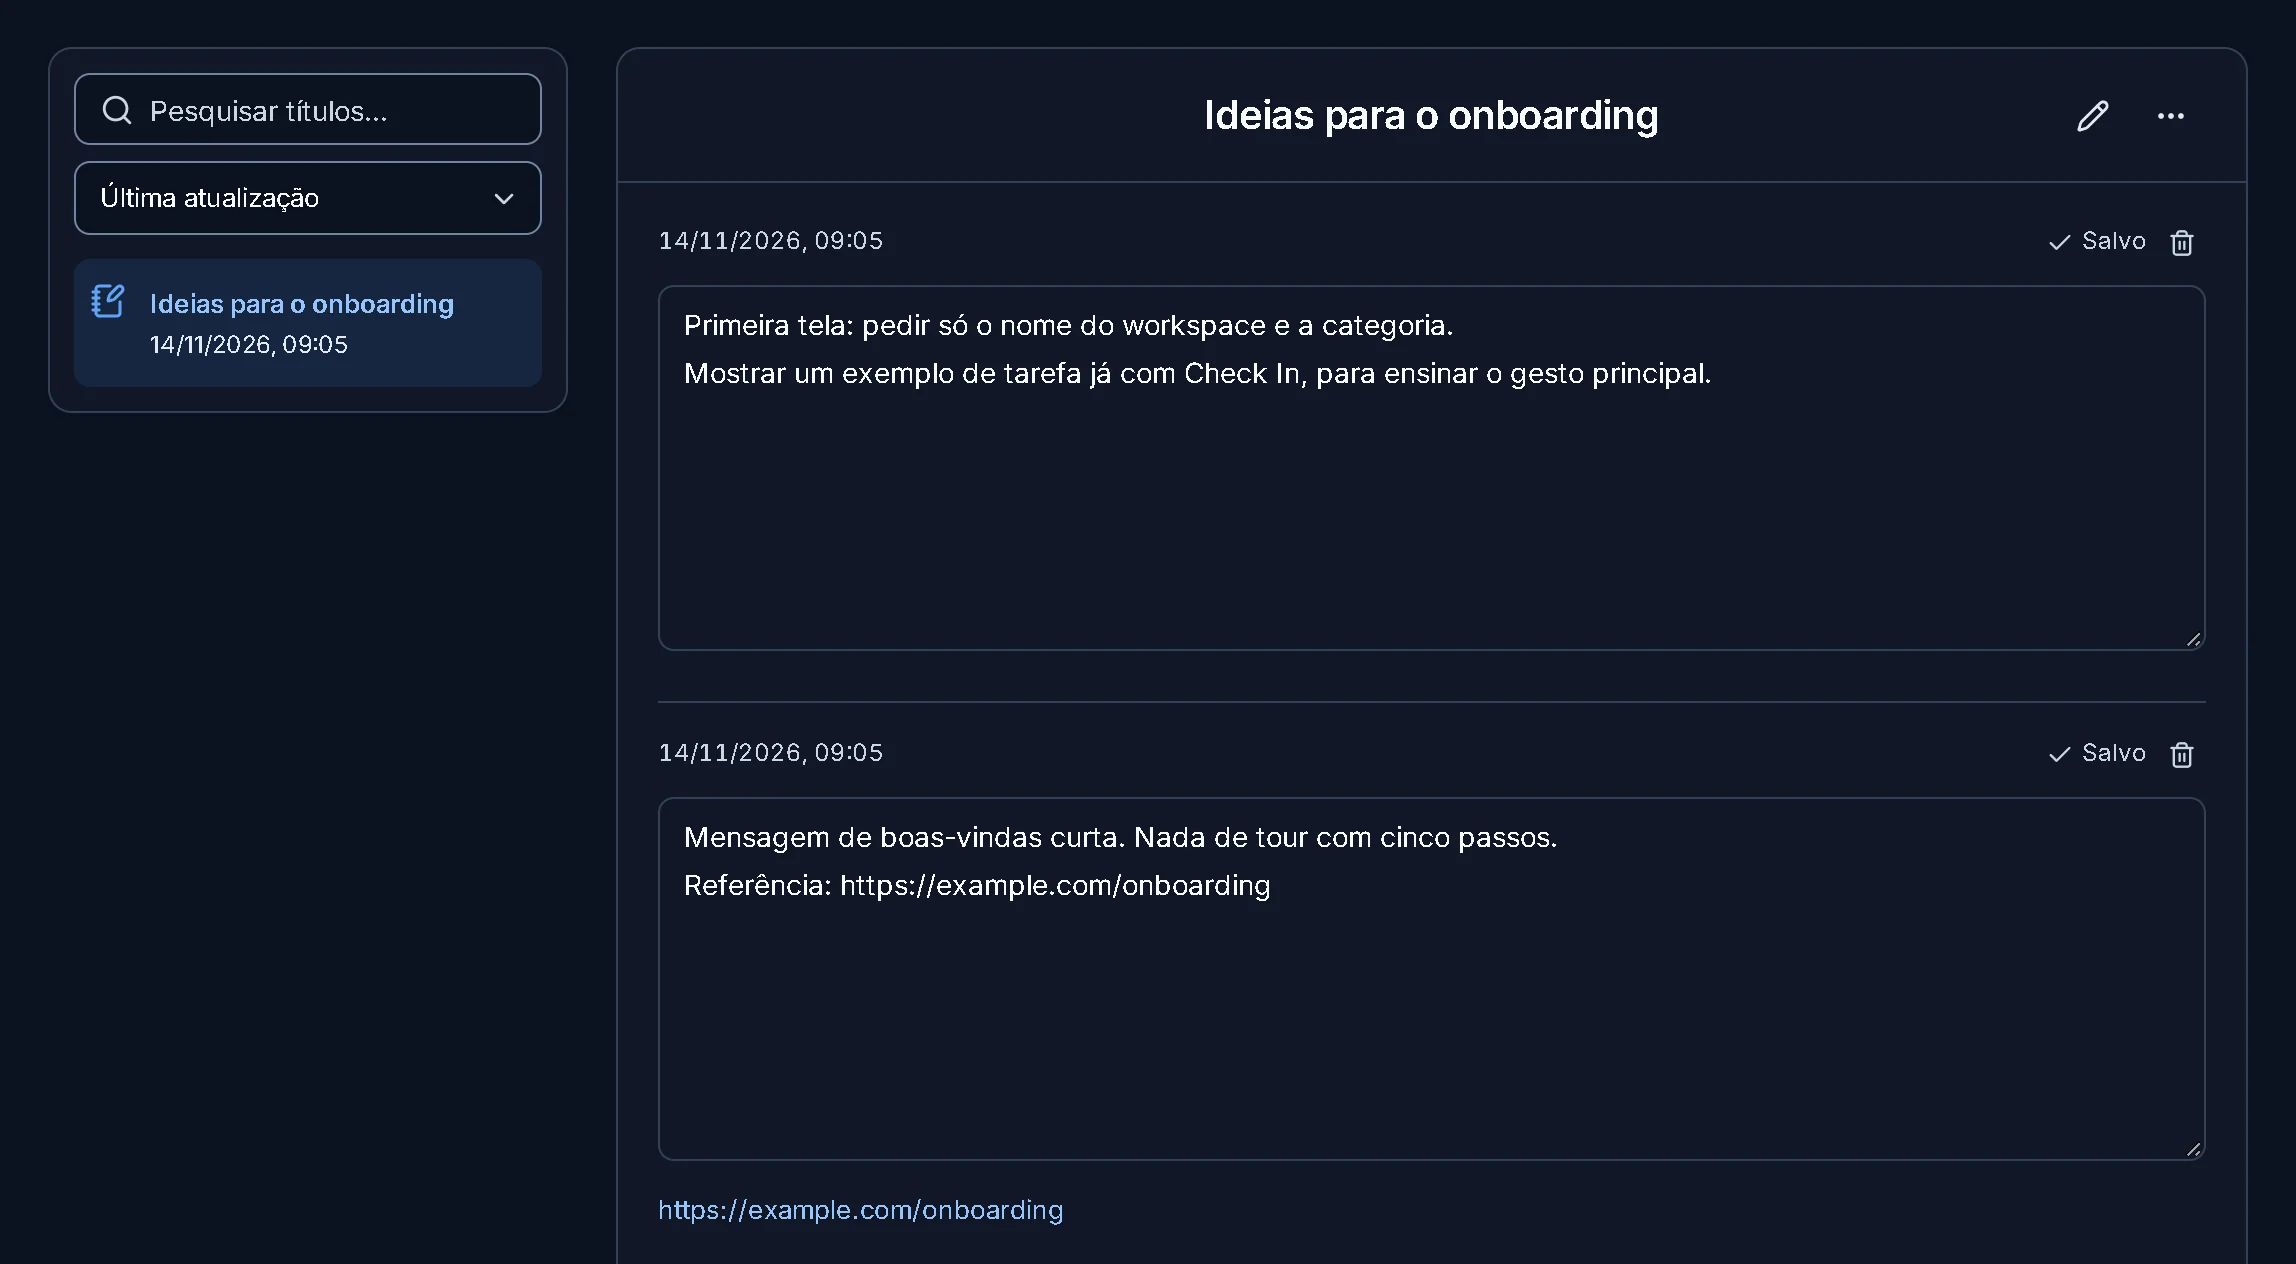 Pesquisar títulos...
Última atualização
Ideias para o onboarding
14/11/2026, 09:05
Ideias para o onboarding
14/11/2026, 09:05
Salvo
Primeira tela: pedir só o nome do workspace e a categoria.
Mostrar um exemplo de tarefa já com Check In, para ensinar o gesto principal.
14/11/2026, 09:05
Salvo
Mensagem de boas-vindas curta. Nada de tour com cinco passos.
Referência: https://example.com/onboarding
https://example.com/onboarding